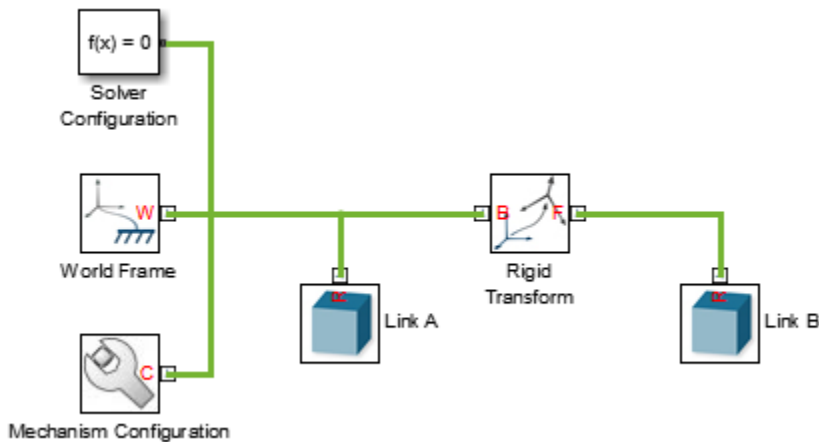 f(x) = 0
Solver
Configuration
W
World Frame
B
F
Rigid
Transform
R
Link A
R
Link B
C
Mechanism Configuration